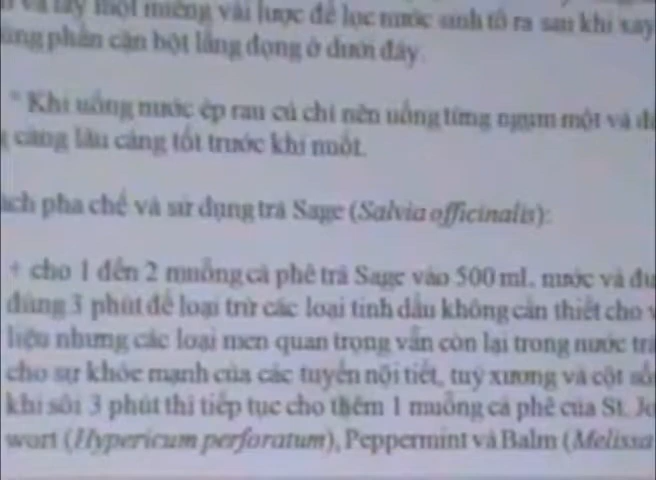 và lấy một miếng vải lược để lọc nước sinh tố ra sau khi xay
phần cặn bột lắng đọng ở dưới đáy.
* Khi uống nước ép rau củ chỉ nên uống từng ngụm một và
càng lâu càng tốt trước khi nuốt.
pha chế và sử dụng trà Sage (Salvia officinalis):
+ cho 1 đến 2 muỗng cà phê trà Sage vào 500 mL nước và
đúng 3 phút để loại trừ các loại tinh dầu không cần thiết cho
liệu nhưng các loại men quan trọng vẫn còn lại trong nước trà
cho sự khỏe mạnh của các tuyến nội tiết, tuỷ xương và cột
khi sôi 3 phút thì tiếp tục cho thêm 1 muỗng cà phê của St.
wort (Hypericum perforatum), Peppermint và Balm (Melissa